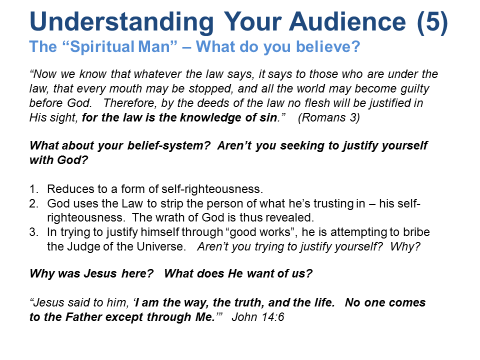 Understanding Your Audience (5)
The “Spiritual Man” – What do you believe?
“Now we know that whatever the law says, it says to those who are under the
law, that every mouth may be stopped, and all the world may become guilty
before God.   Therefore, by the deeds of the law no flesh will be justified in
His sight, for the law is the knowledge of sin.”   (Romans 3)
What about your belief-system?  Aren’t you seeking to justify yourself
with God?
1. Reduces to a form of self-righteousness.
2. God uses the Law to strip the person of what he’s trusting in – his self-
righteousness.  The wrath of God is thus revealed.
3. In trying to justify himself through “good works”, he is attempting to bribe
the Judge of the Universe.   Aren’t you trying to justify yourself?  Why?
Why was Jesus here?   What does He want of us?
“Jesus said to him, ‘I am the way, the truth, and the life.   No one comes
to the Father except through Me.’”   John 14:6